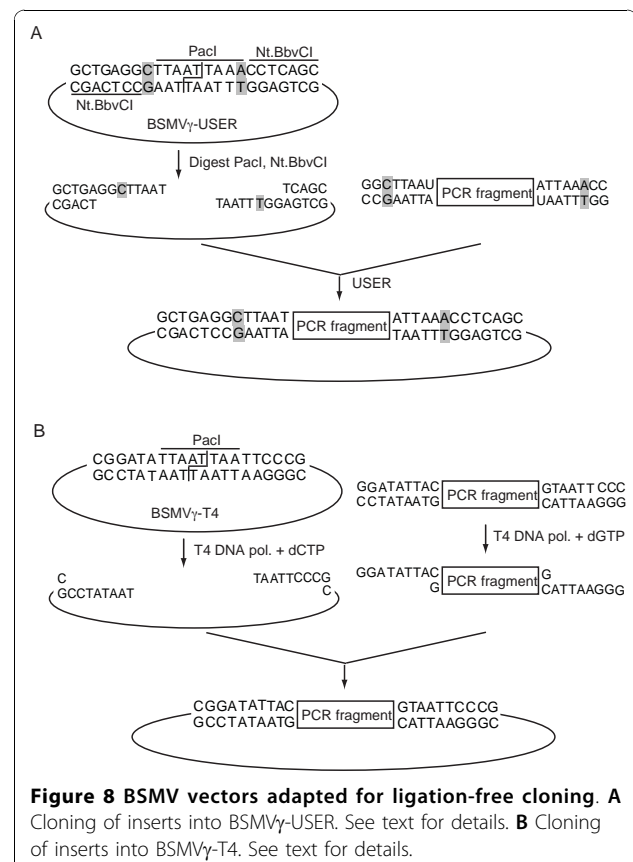 A
PacI
Nt.BbvCI
GCTGAGGCTTAATTAAACCTCAGC
CGACTCCGAATTAATTTGGAGTCG
Nt.BbvCI
BSMVγ-USER
Digest PacI, Nt.BbvCI
GCTGAGGCTTAAT
CGACT
TCAGC
TAATTTGGAGTCG
GGCTTAAU
CCGAATTA
PCR fragment
ATTAAACC
UAATTTGG
USER
GCTGAGGCTTAAT
CGACTCCGAATTA
PCR fragment
ATTAAACCTCAGC
TAATTTGGAGTCG
B
PacI
CGGATATTAATTAATTCCCG
GCCTATAATTAATTAAGGGC
BSMVγ-T4
T4 DNA pol. + dCTP
C
GCCTATAAT
TAATTCCCG
C
GGATATTAC
CCTATAATG
PCR fragment
GTAATTCCC
CATTAAGGG
T4 DNA pol. + dGTP
GGATATTAC
G
PCR fragment
G
CATTAAGGG
CGGATATTAC
GCCTATAATG
PCR fragment
GTAATTCCCG
CATTAAGGGC
Figure 8 BSMV vectors adapted for ligation-free cloning. A
Cloning of inserts into BSMVγ-USER. See text for details. B Cloning
of inserts into BSMVγ-T4. See text for details.